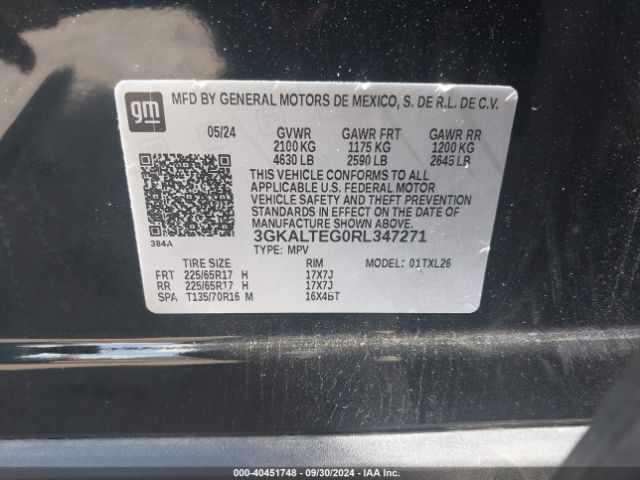 gm
MFD BY GENERAL MOTORS DE MEXICO, S. DE R.L. DE C.V.
05/24 GVWR GAWR FRT GAWR RR
2100 KG 1175 KG 1200 KG
4630 LB 2590 LB 2645 LB
THIS VEHICLE CONFORMS TO ALL
APPLICABLE U.S. FEDERAL MOTOR
VEHICLE SAFETY AND THEFT PREVENTION
STANDARDS IN EFFECT ON THE DATE OF
MANUFACTURE SHOWN ABOVE.
384A
3GKALTEG0RL347271
TYPE: MPV
TIRE SIZE RIM MODEL: 01TXL26
FRT 225/65R17 H 17X7J
RR 225/65R17 H 17X7J
SPA T135/70R16 M 16X4BT
000-40451748 - 09/30/2024 - IAA Inc.